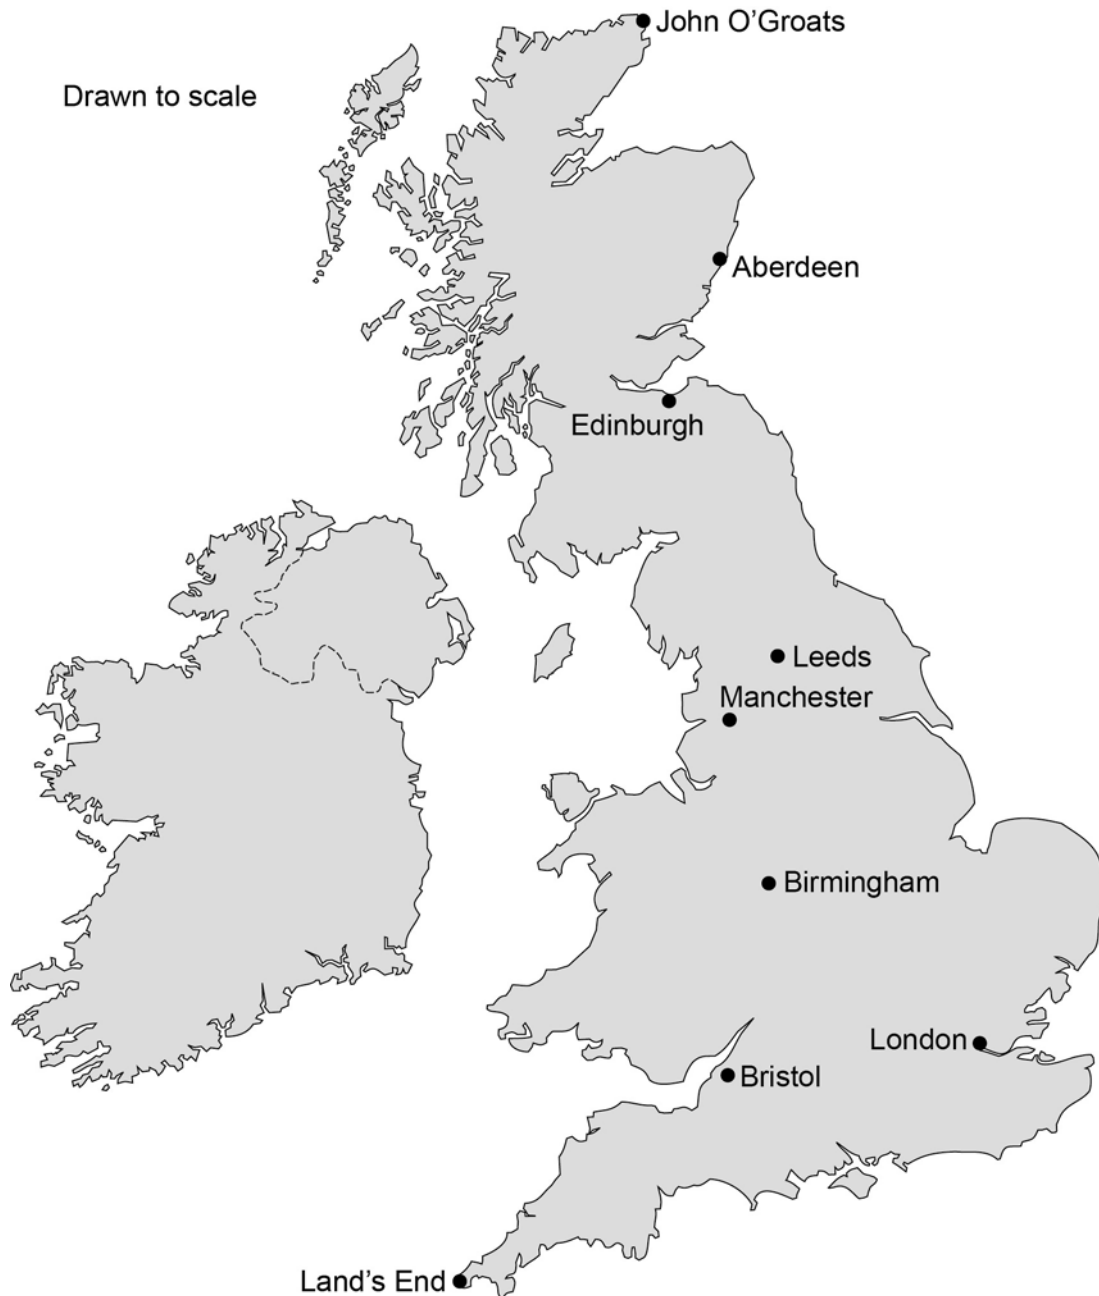 John O’Groats
Drawn to scale
Aberdeen
Edinburgh
Leeds
Manchester
Birmingham
London
Bristol
Land’s End